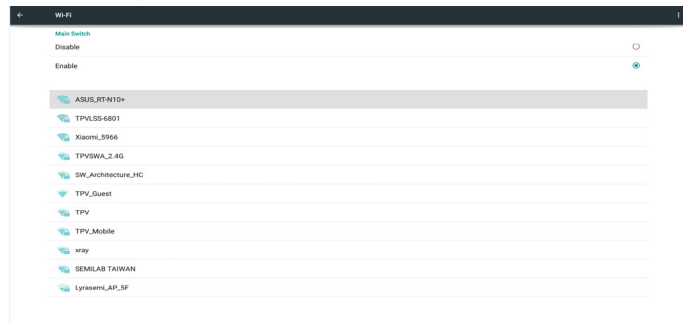 Wi-Fi
Main Switch
Disable
Enable
ASUS_RT-N10+
TPVLSS-6801
Xiaomi_5966
TPVSWA_2.4G
SW_Architecture_HC
TPV_Guest
TPV
TPV_Mobile
xray
SEMILAB TAIWAN
Lyrasemi_AP_5F